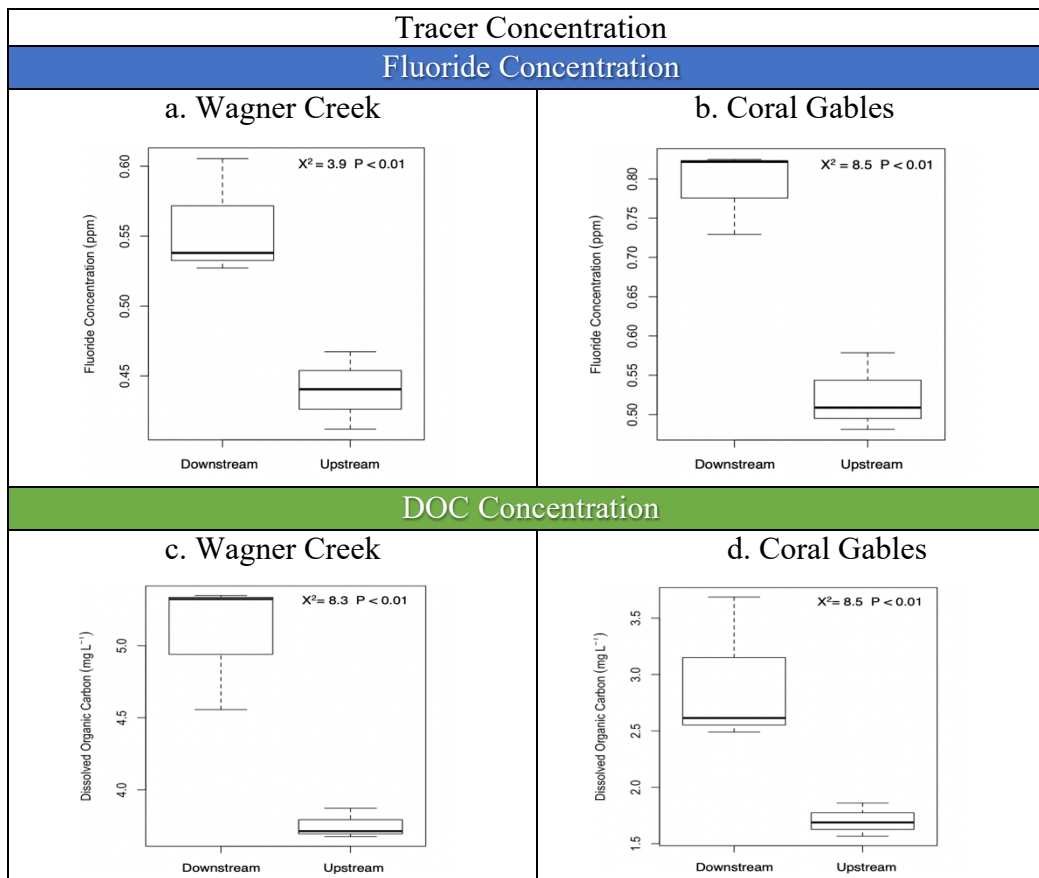 Tracer Concentration
Fluoride Concentration
a. Wagner Creek
b. Coral Gables
X² = 3.9 P < 0.01
Fluoride Concentration (ppm)
0.60
0.55
0.50
0.45
Downstream
Upstream
X² = 8.5 P < 0.01
Fluoride Concentration (ppm)
0.80
0.75
0.70
0.65
0.60
0.55
0.50
Downstream
Upstream
DOC Concentration
c. Wagner Creek
d. Coral Gables
X² = 8.3 P < 0.01
Dissolved Organic Carbon (mg L⁻¹)
5.0
4.5
4.0
Downstream
Upstream
X² = 8.5 P < 0.01
Dissolved Organic Carbon (mg L⁻¹)
3.5
3.0
2.5
2.0
1.5
Downstream
Upstream